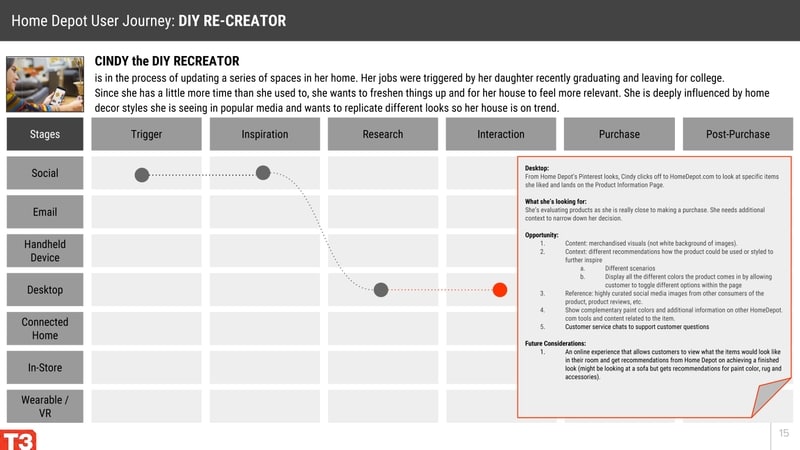 Home Depot User Journey: DIY RE-CREATOR
CINDY the DIY RECREATOR
is in the process of updating a series of spaces in her home. Her jobs were triggered by her daughter recently graduating and leaving for college.
Since she has a little more time than she used to, she wants to freshen things up and for her house to feel more relevant. She is deeply influenced by home
decor styles she is seeing in popular media and wants to replicate different looks so her house is on trend.
Stages
Trigger
Inspiration
Research
Interaction
Purchase
Post-Purchase
Social
Email
Handheld
Device
Desktop
Connected
Home
In-Store
Wearable /
VR
Desktop:
From Home Depot's Pinterest looks, Cindy clicks off to HomeDepot.com to look at specific items
she liked and lands on the Product Information Page.
What she's looking for:
She's evaluating products as she is really close to making a purchase. She needs additional
context to narrow down her decision.
Opportunity:
1. Content: merchandised visuals (not white background of images).
2. Context: different recommendations how the product could be used or styled to
further inspire
a. Different scenarios
b. Display all the different colors the product comes in by allowing
customer to toggle different options within the page
3. Reference: highly curated social media images from other consumers of the
product, product reviews, etc.
4. Show complementary paint colors and additional information on other HomeDepot.
com tools and content related to the item.
5. Customer service chats to support customer questions
Future Considerations:
1. An online experience that allows customers to view what the items would look like
in their room and get recommendations from Home Depot on achieving a finished
look (might be looking at a sofa but gets recommendations for paint color, rug and
accessories).
T3
15